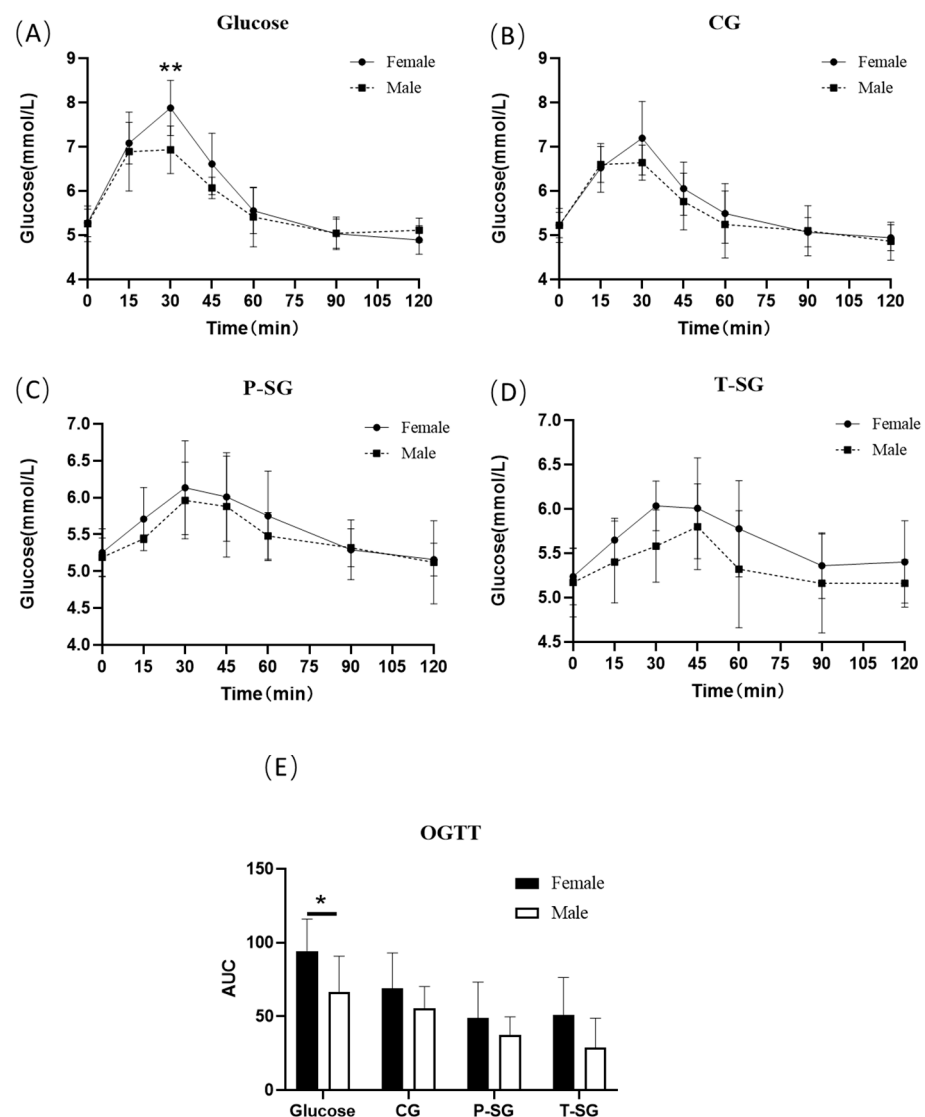 (A)
Glucose
**
Female
Male
Glucose(mmol/L)
9
8
7
6
5
4
0 15 30 45 60 75 90 105 120
Time(min)
(B)
CG
Female
Male
Glucose(mmol/L)
9
8
7
6
5
4
0 15 30 45 60 75 90 105 120
Time(min)
(C)
P-SG
Female
Male
Glucose(mmol/L)
7.0
6.5
6.0
5.5
5.0
4.5
4.0
0 15 30 45 60 75 90 105 120
Time(min)
(D)
T-SG
Female
Male
Glucose(mmol/L)
7.0
6.5
6.0
5.5
5.0
4.5
0 15 30 45 60 75 90 105 120
Time(min)
(E)
OGTT
*
Female
Male
AUC
150
100
50
0
Glucose CG P-SG T-SG